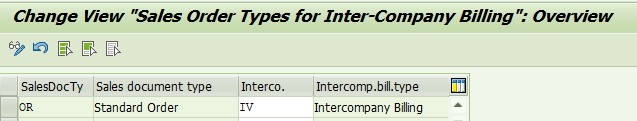 Change View "Sales Order Types for Inter-Company Billing": Overview
SalesDocTy Sales document type Interco. Intercomp.bill.type
OR Standard Order IV Intercompany Billing